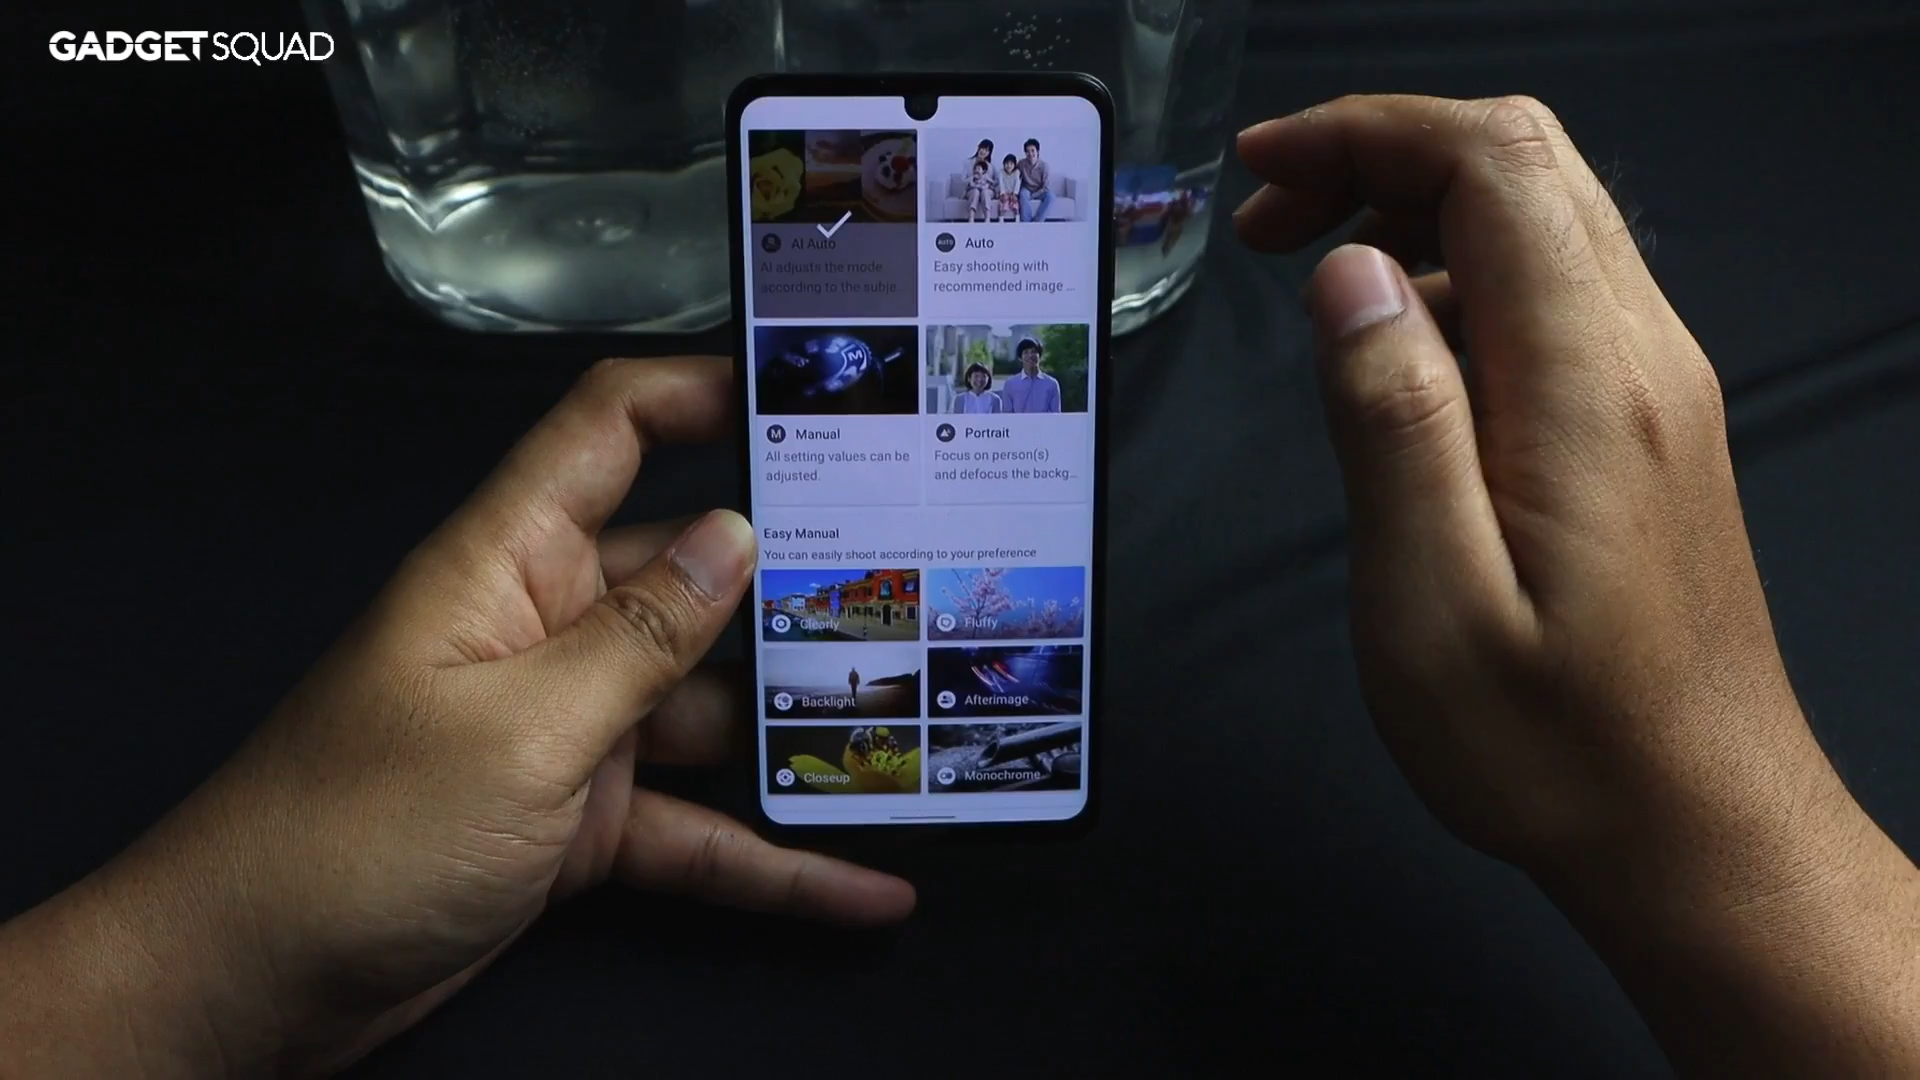 GADGETSQUAD
AI Auto
AI adjusts the mode
according to the subje...
AUTO
Auto
Easy shooting with
recommended image ...
M
M
Manual
All setting values can be
adjusted.
Portrait
Focus on person(s)
and defocus the backg...
Easy Manual
You can easily shoot according to your preference
Clearly
Fluffy
Backlight
Afterimage
Closeup
Monochrome